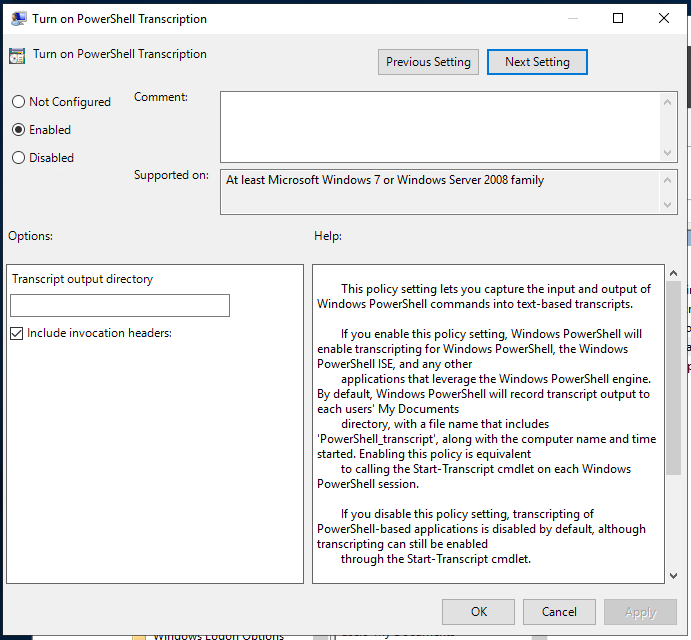 Turn on PowerShell Transcription
Turn on PowerShell Transcription
Previous Setting
Next Setting
Not Configured
Enabled
Disabled
Comment:
Supported on:
At least Microsoft Windows 7 or Windows Server 2008 family
Options:
Help:
Transcript output directory
Include invocation headers:
This policy setting lets you capture the input and output of
Windows PowerShell commands into text-based transcripts.
If you enable this policy setting, Windows PowerShell will
enable transcripting for Windows PowerShell, the Windows
PowerShell ISE, and any other
applications that leverage the Windows PowerShell engine.
By default, Windows PowerShell will record transcript output to
each users' My Documents
directory, with a file name that includes
'PowerShell_transcript', along with the computer name and time
started. Enabling this policy is equivalent
to calling the Start-Transcript cmdlet on each Windows
PowerShell session.
If you disable this policy setting, transcripting of
PowerShell-based applications is disabled by default, although
transcripting can still be enabled
through the Start-Transcript cmdlet.
OK
Cancel
Apply
Windows Logon Options